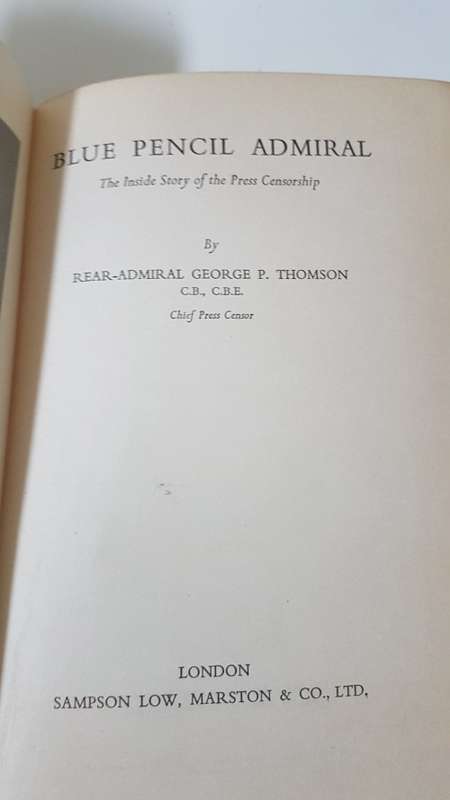 BLUE PENCIL ADMIRAL
The Inside Story of the Press Censorship
By
REAR-ADMIRAL GEORGE P. THOMSON
C.B., C.B.E.
Chief Press Censor
LONDON
SAMPSON LOW, MARSTON & CO., LTD.